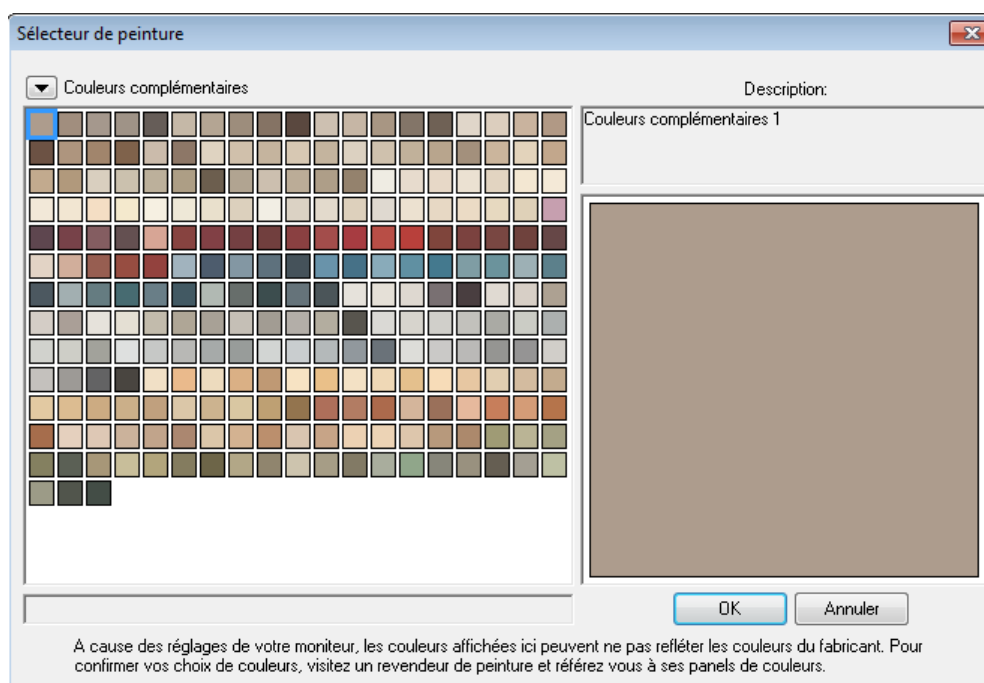 Sélecteur de peinture
Couleurs complémentaires
Description:
Couleurs complémentaires 1
OK
Annuler
A cause des réglages de votre moniteur, les couleurs affichées ici peuvent ne pas refléter les couleurs du fabricant. Pour
confirmer vos choix de couleurs, visitez un revendeur de peinture et référez vous à ses panels de couleurs.